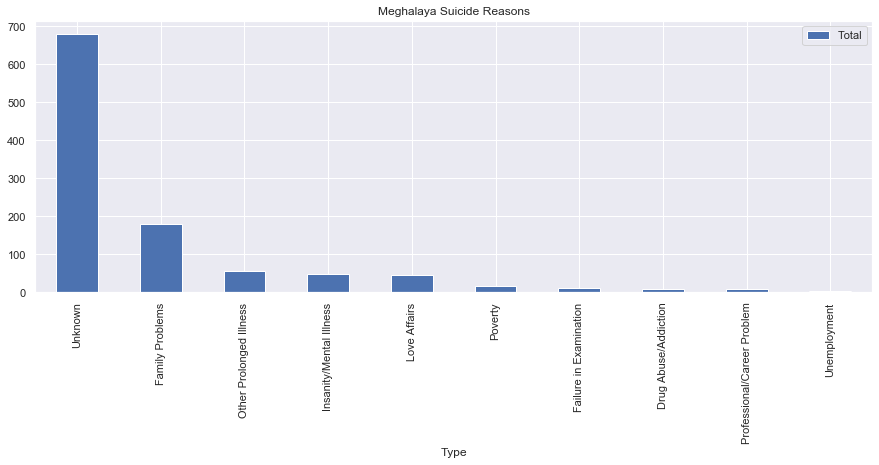 Meghalaya Suicide Reasons
Total
700
600
500
400
300
200
100
0
Unknown
Family Problems
Other Prolonged Illness
Insanity/Mental Illness
Love Affairs
Poverty
Failure in Examination
Drug Abuse/Addiction
Professional/Career Problem
Unemployment
Type